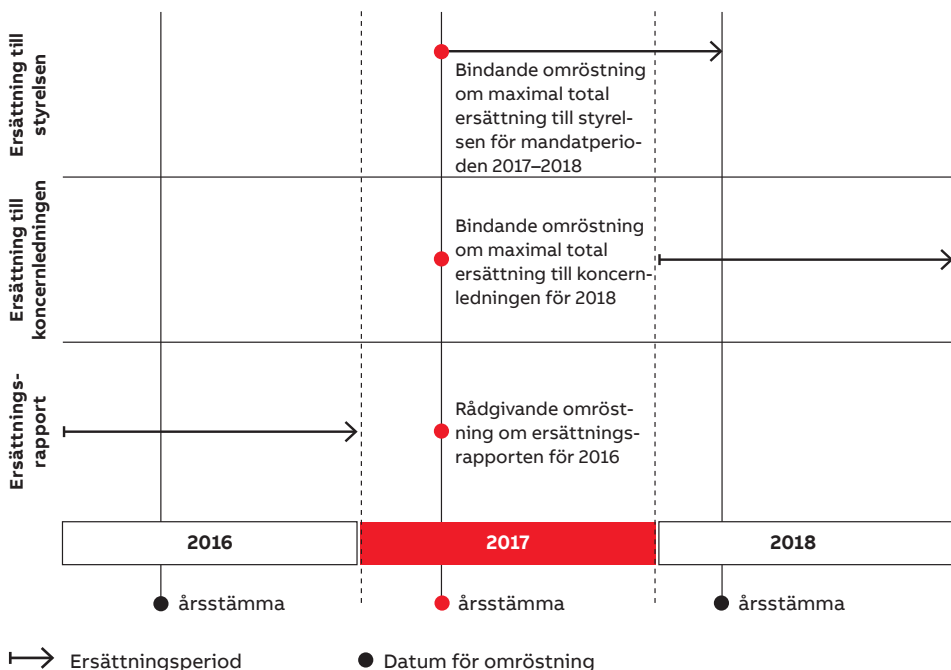 Ersättning till
styrelsen
Bindande omröstning
om maximal total
ersättning till styrel-
sen för mandatperio-
den 2017–2018
Ersättning till
koncernledningen
Bindande omröstning
om maximal total
ersättning till koncern-
ledningen för 2018
Ersättnings-
rapport
Rådgivande omröst-
ning om ersättnings-
rapporten för 2016
2016
2017
2018
årsstämma
årsstämma
årsstämma
Ersättningsperiod
Datum för omröstning